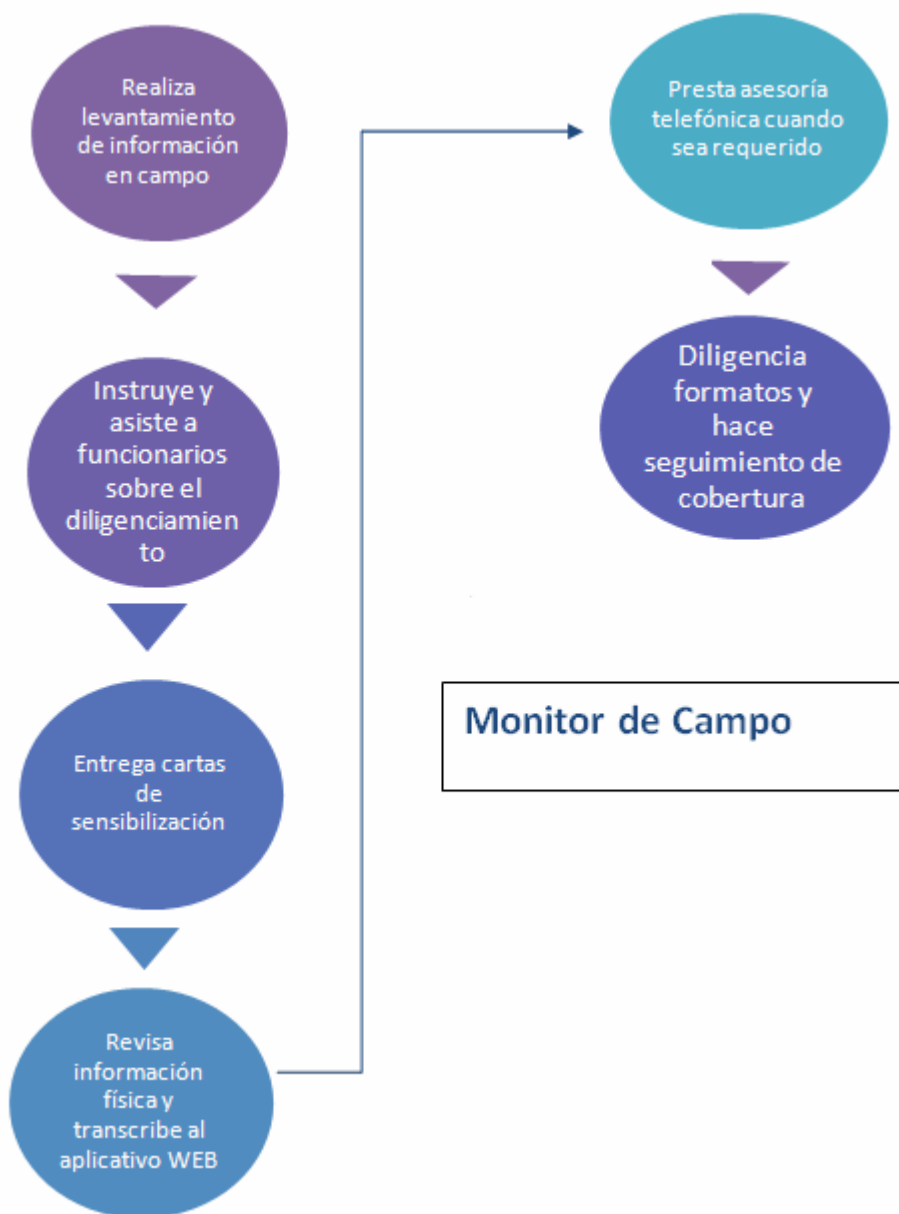 Realiza
levantamiento
de información
en campo
Instruye y
asiste a
funcionarios
sobre el
diligenciamien
to
Entrega cartas
de
sensibilización
Revisa
información
física y
transcribe al
aplicativo WEB
Presta asesoría
telefónica cuando
sea requerido
Diligencia
formatos y
hace
seguimiento de
cobertura
Monitor de Campo